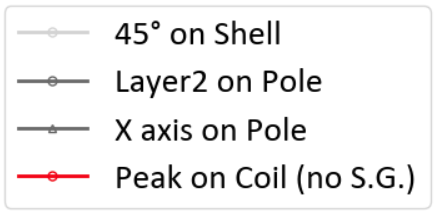 45° on Shell
Layer2 on Pole
X axis on Pole
Peak on Coil (no S.G.)